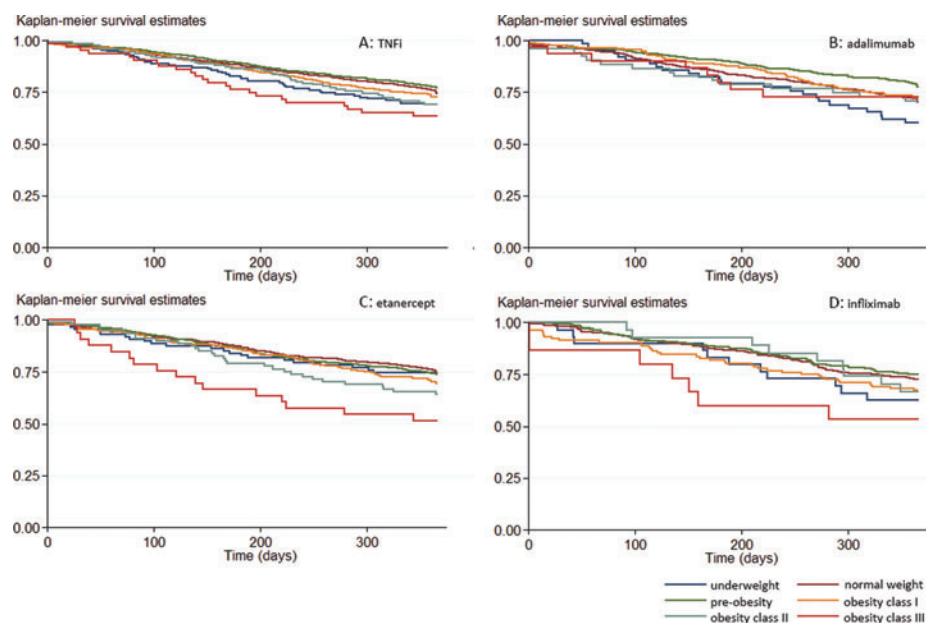 Kaplan-meier survival estimates
A: TNFi
1.00
0.75
0.50
0.25
0.00
0 100 200 300
Time (days)
Kaplan-meier survival estimates
B: adalimumab
1.00
0.75
0.50
0.25
0.00
0 100 200 300
Time (days)
Kaplan-meier survival estimates
C: etanercept
1.00
0.75
0.50
0.25
0.00
0 100 200 300
Time (days)
Kaplan-meier survival estimates
D: infliximab
1.00
0.75
0.50
0.25
0.00
0 100 200 300
Time (days)
underweight normal weight
pre-obesity obesity class I
obesity class II obesity class III